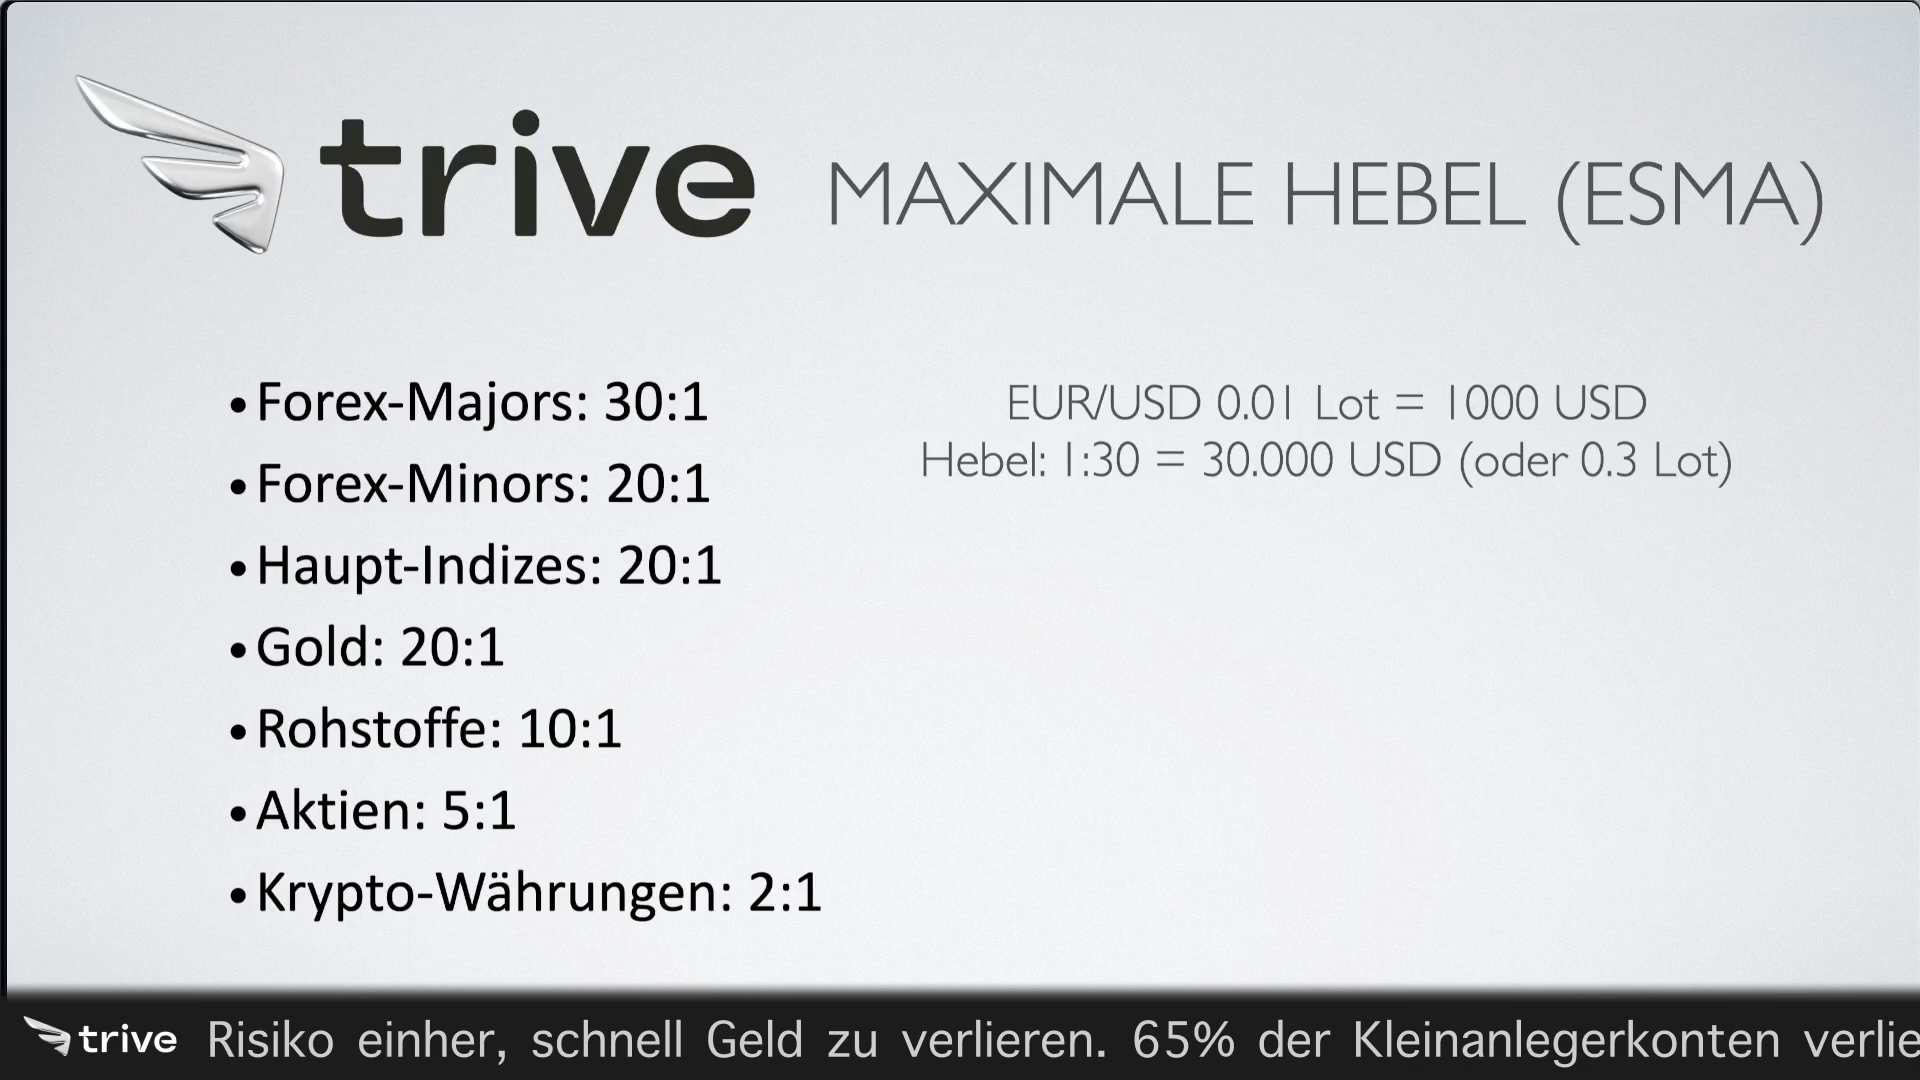 trive MAXIMALE HEBEL (ESMA)
• Forex-Majors: 30:1
• Forex-Minors: 20:1
• Haupt-Indizes: 20:1
• Gold: 20:1
• Rohstoffe: 10:1
• Aktien: 5:1
• Krypto-Währungen: 2:1
EUR/USD 0.01 Lot = 1000 USD
Hebel: 1:30 = 30.000 USD (oder 0.3 Lot)
trive Risiko einher, schnell Geld zu verlieren. 65% der Kleinanlegerkonten verlie